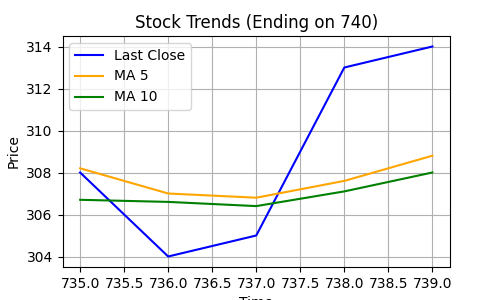 Stock Trends (Ending on 740)
Last Close
MA 5
MA 10
Price
314
312
310
308
306
304
735.0 735.5 736.0 736.5 737.0 737.5 738.0 738.5 739.0
Time